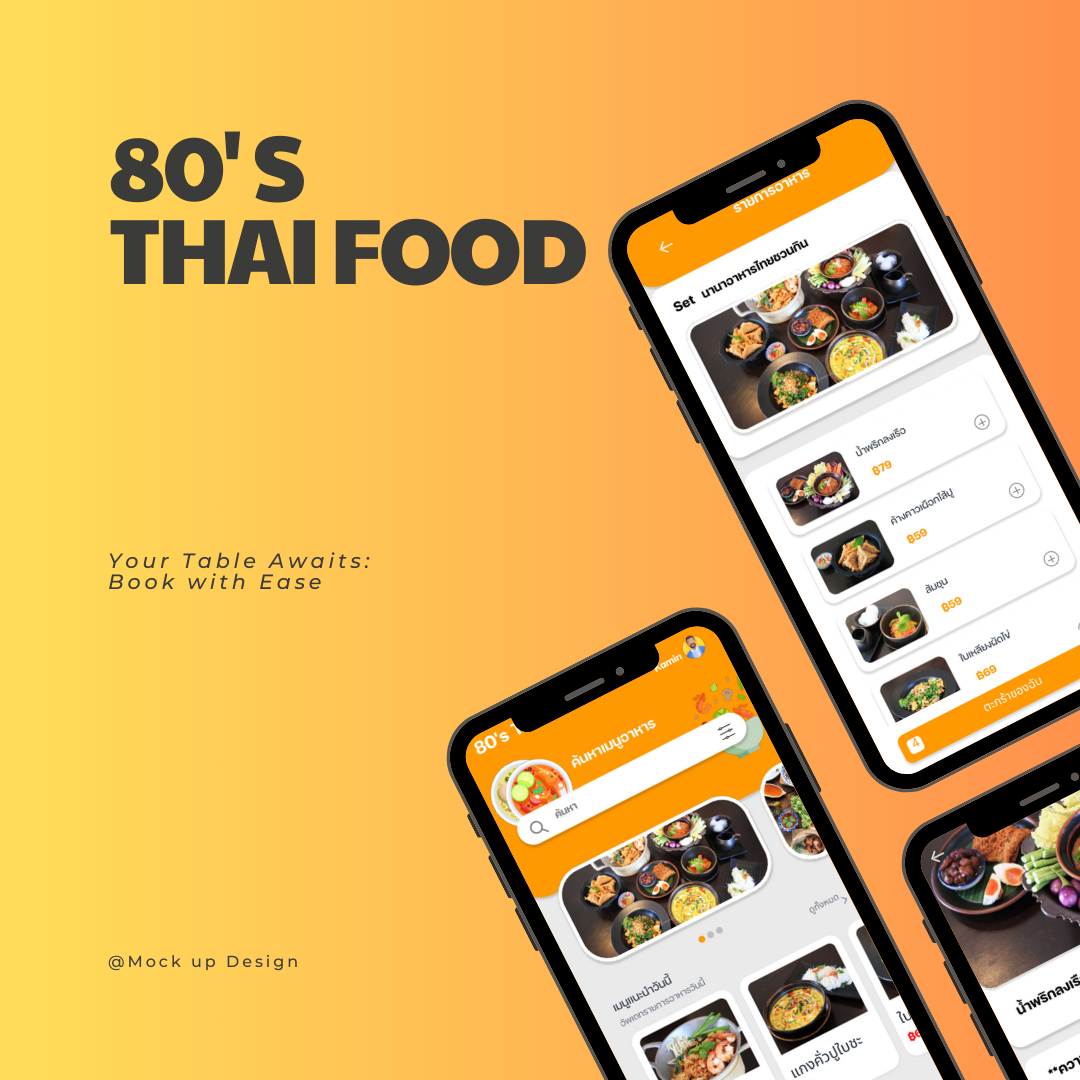 80'S
THAI FOOD
Your Table Awaits:
Book with Ease
@Mock up Design
รายการอาหาร
Set นานาอาหารไทยชวนกิน
น้ำพริกลงเรือ
฿79
ค้างคาวเผือกไส้ปู
฿59
ส้มชุน
฿59
ใบเหลียงผัดไข่
฿69
4
ตะกร้าของฉัน
Kamin
80's
ค้นหาเมนูอาหาร
ค้นหา
ดูทั้งหมด
เมนูแนะนำวันนี้
อัพเดทรายการอาหารวันนี้
แกงคั่วปูใบชะ
น้ำพริกลงเรือ